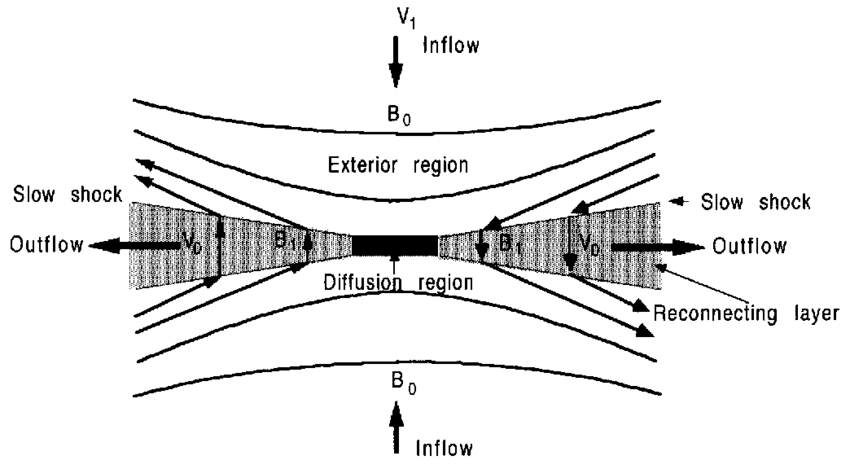 V1
Inflow
B0
Exterior region
Slow shock
Slow shock
Outflow
V0
B1
B1
V0
Outflow
Diffusion region
Reconnecting layer
B0
Inflow